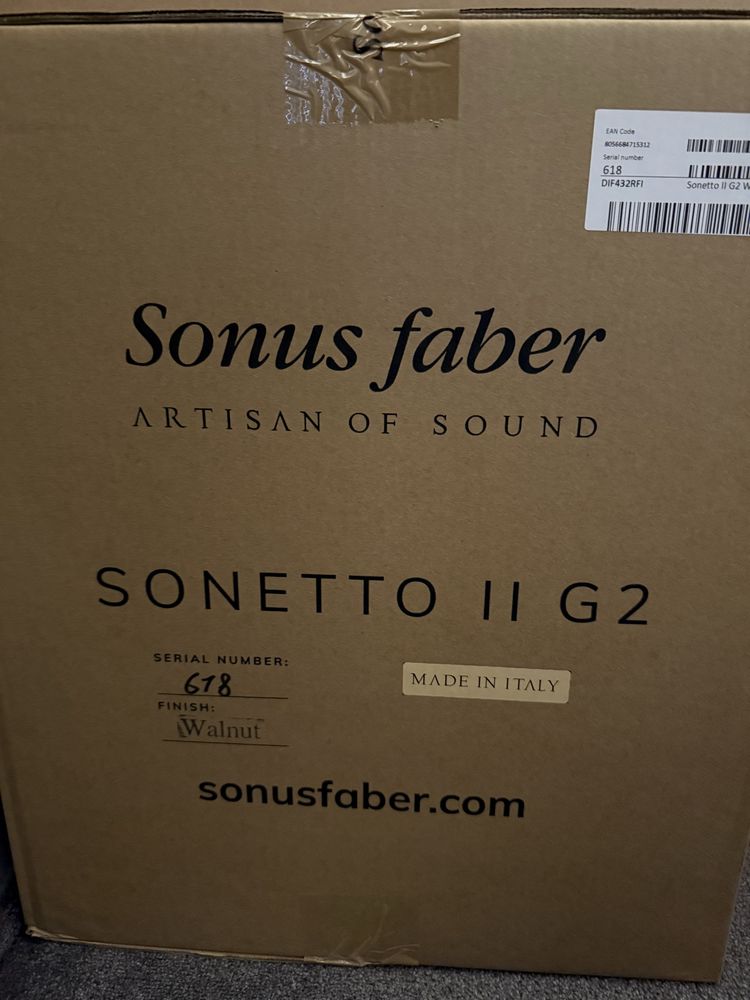 So
EAN Code
8056684715312
Serial number
618
DIF432RFI Sonetto II G2 W
Sonus faber
ARTISAN OF SOUND
SONETTO II G2
SERIAL NUMBER:
618
FINISH:
Walnut
MADE IN ITALY
sonusfaber.com